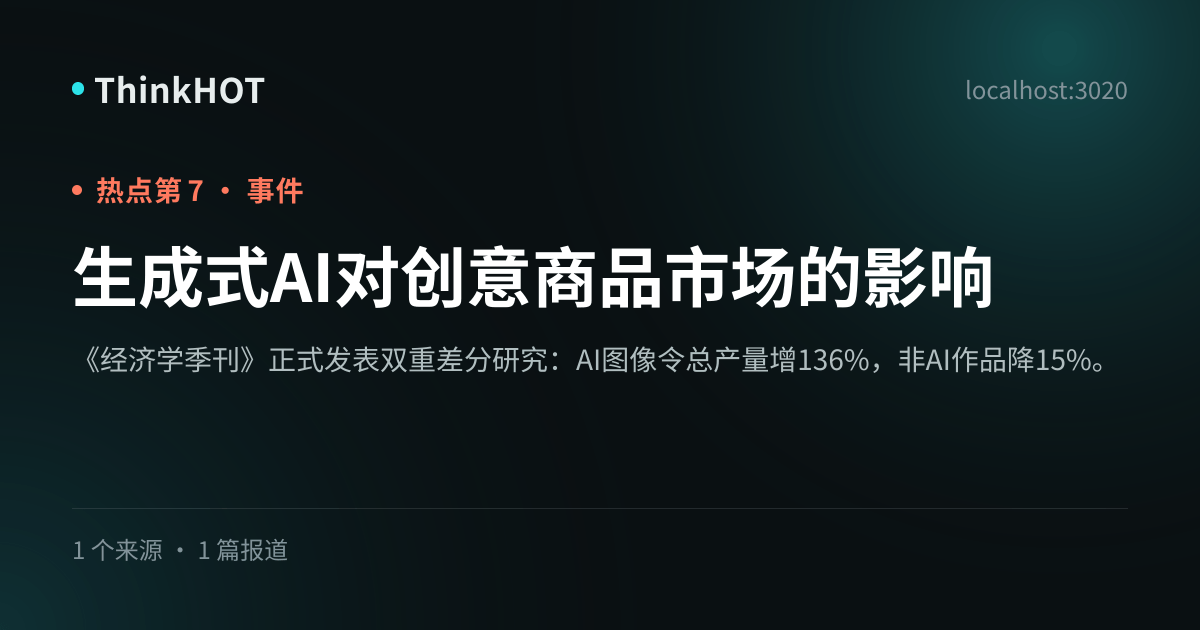 ThinkHOT
localhost:3020
热点第 7 · 事件
生成式AI对创意商品市场的影响
《经济学季刊》正式发表双重差分研究：AI图像令总产量增136%，非AI作品降15%。
1 个来源 · 1 篇报道